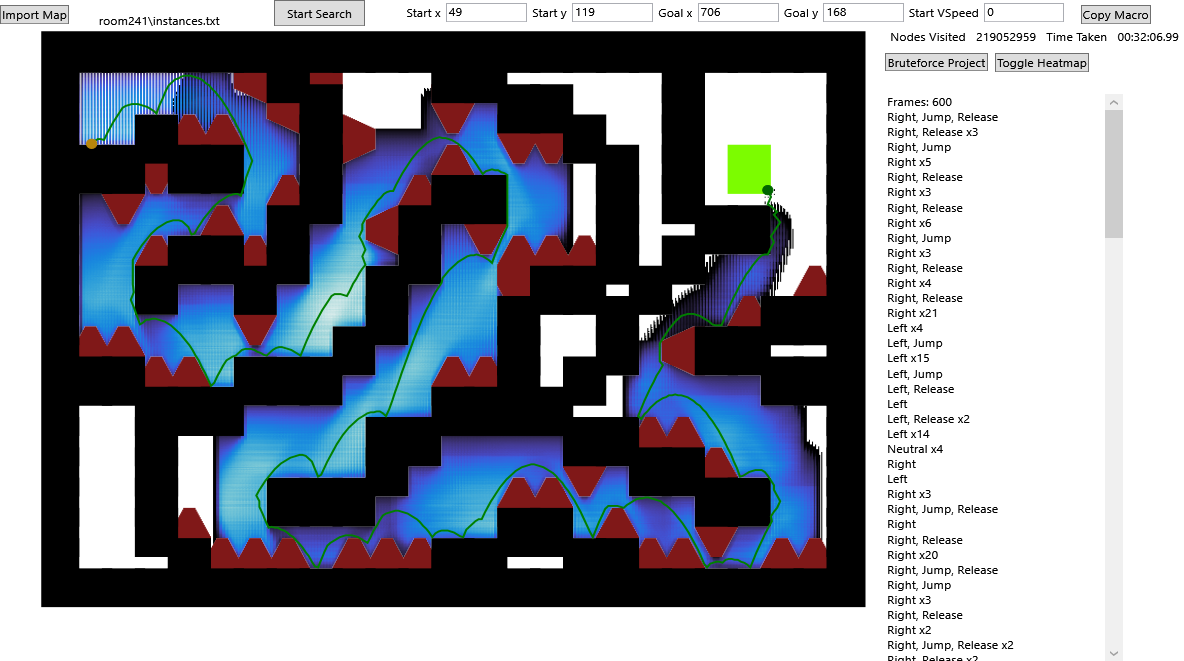 Import Map
room241\instances.txt
Start Search
Start x 49 Start y 119 Goal x 706 Goal y 168 Start VSpeed 0
Copy Macro
Nodes Visited 219052959 Time Taken 00:32:06.99
Bruteforce Project Toggle Heatmap
Frames: 600
Right, Jump, Release
Right, Release x3
Right, Jump
Right x5
Right, Release
Right x3
Right, Release
Right x6
Right, Jump
Right x3
Right, Release
Right x4
Right, Release
Right x21
Left x4
Left, Jump
Left x15
Left, Jump
Left, Release
Left
Left, Release x2
Left x14
Neutral x4
Right
Left
Right x3
Right, Jump, Release
Right
Right, Release
Right x20
Right, Jump, Release
Right, Jump
Right x3
Right, Release
Right x2
Right, Jump, Release x2
Right, Release x2